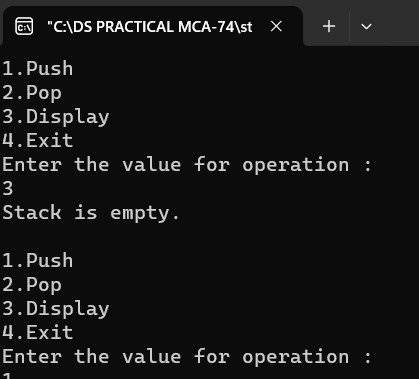 "C:\DS PRACTICAL MCA-74\st
1.Push
2.Pop
3.Display
4.Exit
Enter the value for operation :
3
Stack is empty.
1.Push
2.Pop
3.Display
4.Exit
Enter the value for operation :